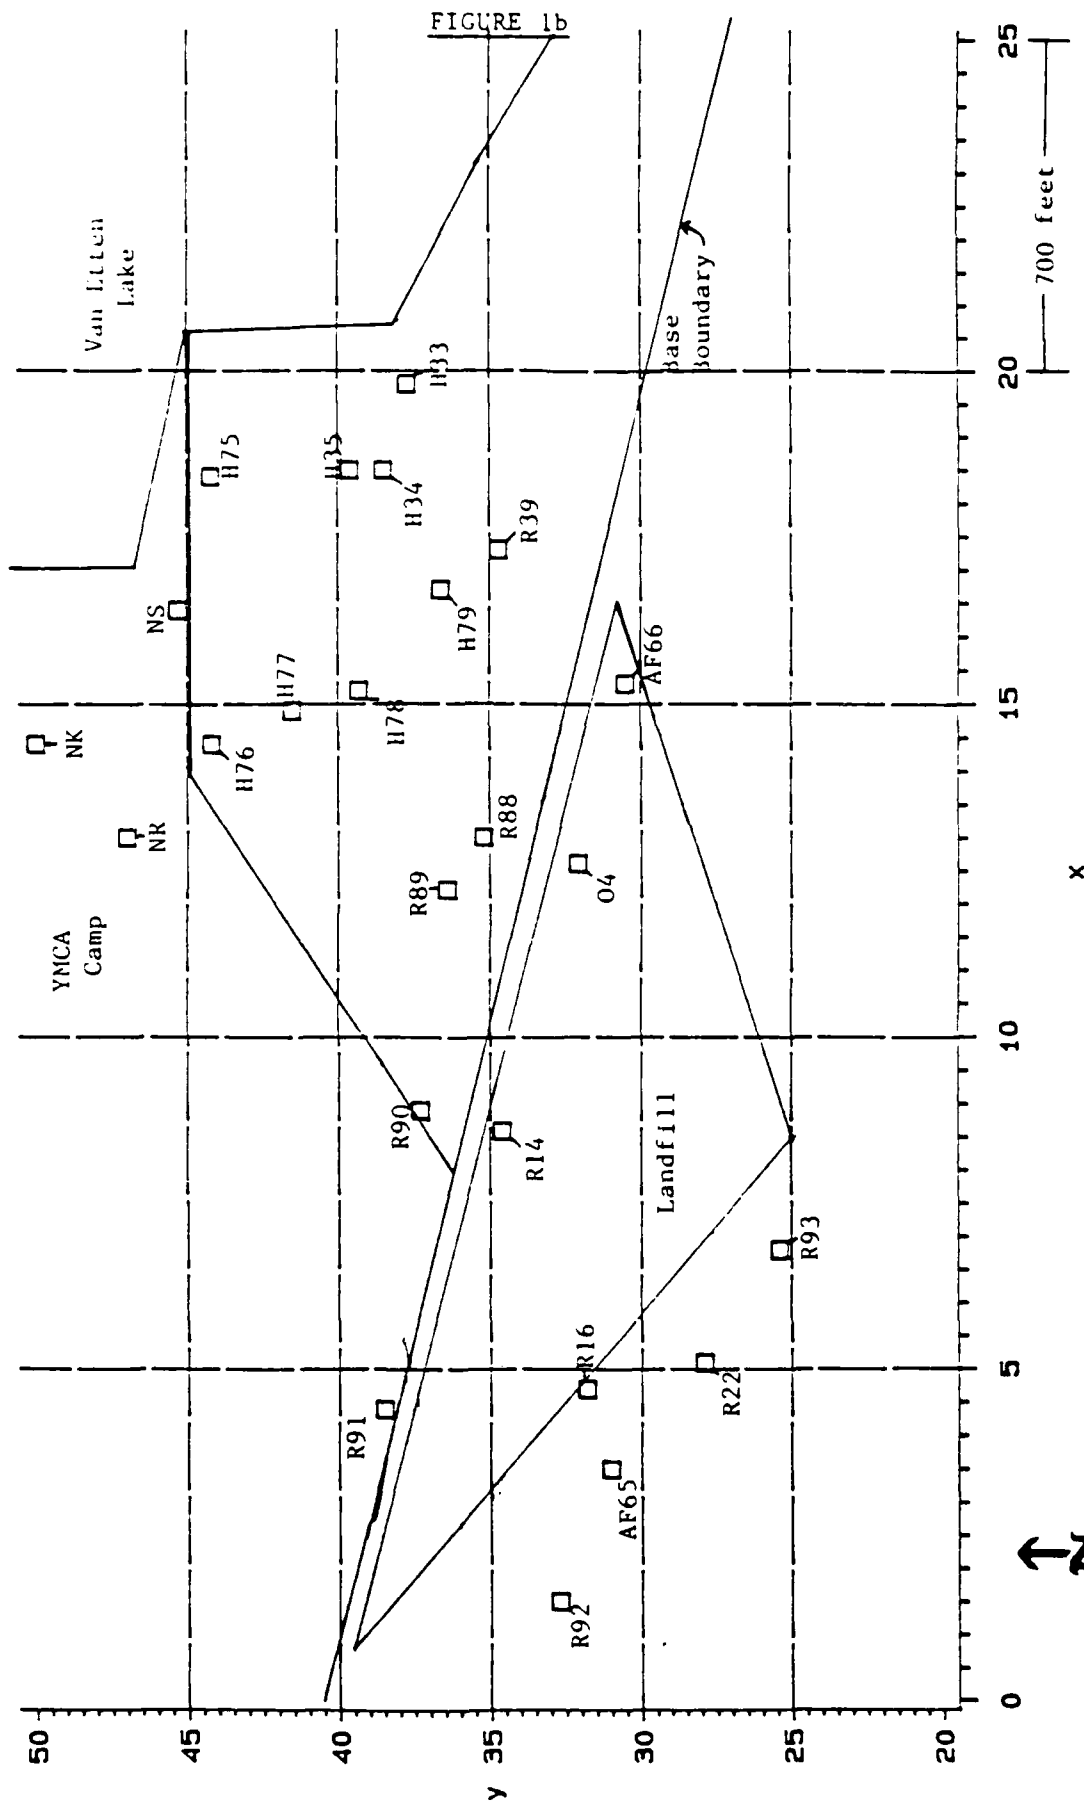 FIGURE 1b
Van Etten
Lake
YMCA
Camp
NK
NR
NS
H75
H76
H77
H35
H34
H33
H78
H79
R39
R89
R88
R90
R91
R14
O4
AF66
Base
Boundary
Landfill
R16
AF65
R92
R22
R93
50
45
40
35
30
25
20
y
0
5
10
15
20
25
x
700 feet
N